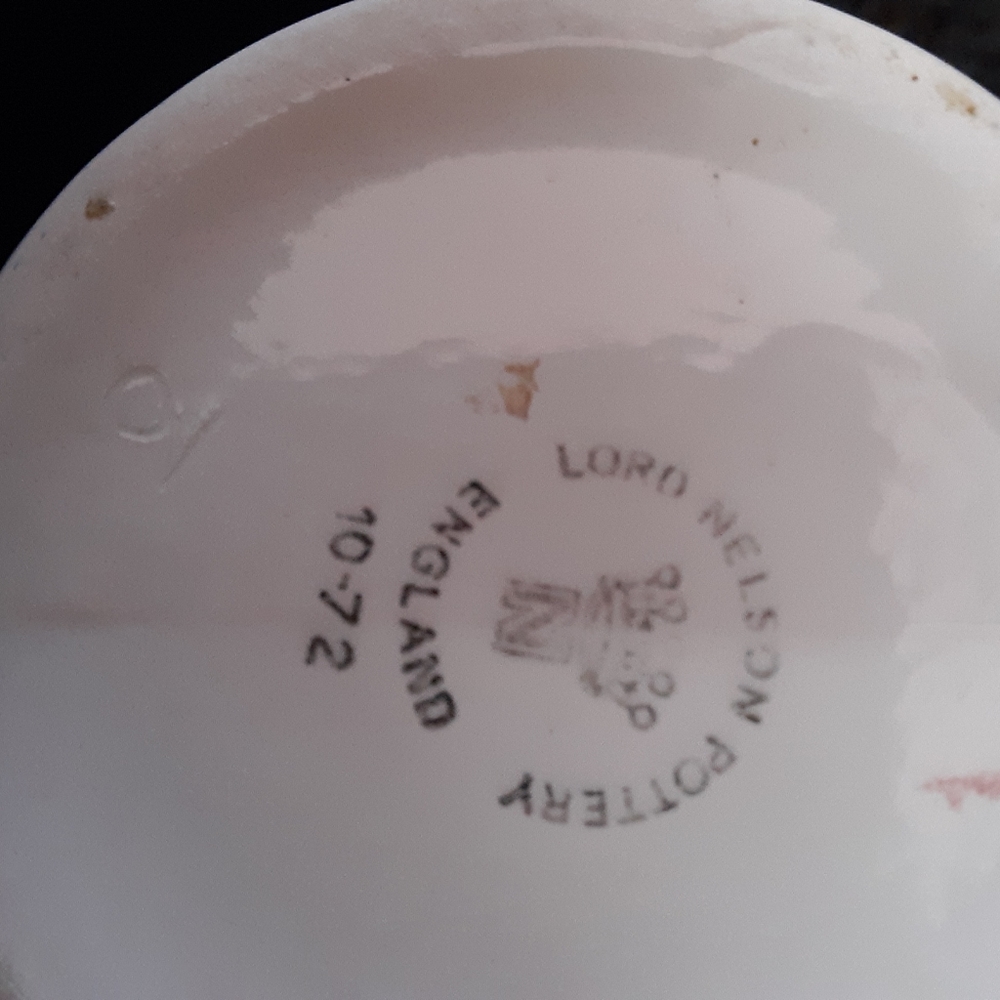 LORD NELSON POTTERY
N
ENGLAND
10-72